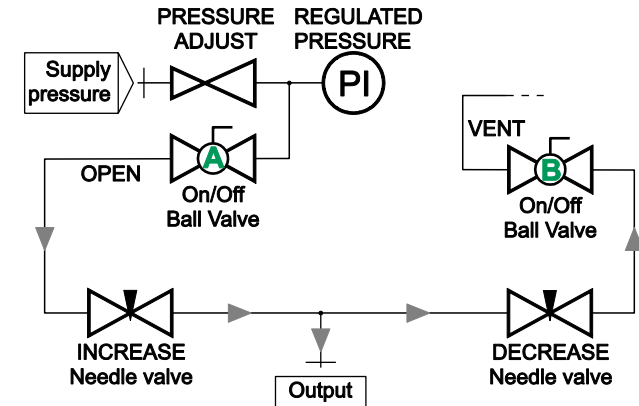 PRESSURE
ADJUST
REGULATED
PRESSURE
Supply
pressure
PI
VENT
A
B
OPEN
On/Off
Ball Valve
On/Off
Ball Valve
INCREASE
Needle valve
DECREASE
Needle valve
Output